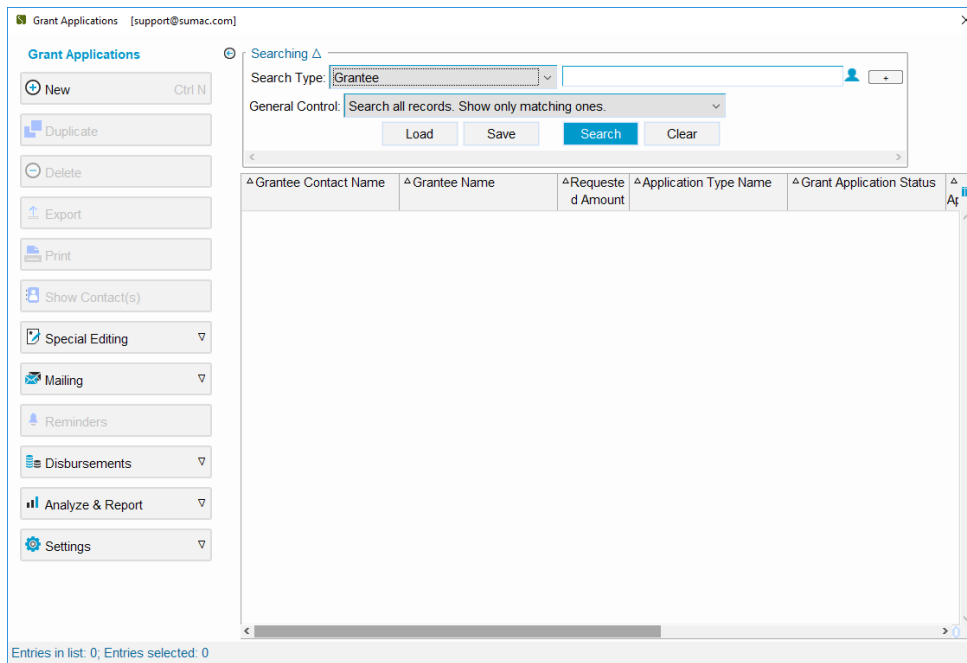 Grant Applications [support@sumac.com]
Grant Applications
New Ctrl N
Duplicate
Delete
Export
Print
Show Contact(s)
Special Editing
Mailing
Reminders
Disbursements
Analyze & Report
Settings
Searching
Search Type: Grantee +
General Control: Search all records. Show only matching ones.
Load Save Search Clear
Grantee Contact Name Grantee Name Requeste Application Type Name Grant Application Status
d Amount
Entries in list: 0; Entries selected: 0